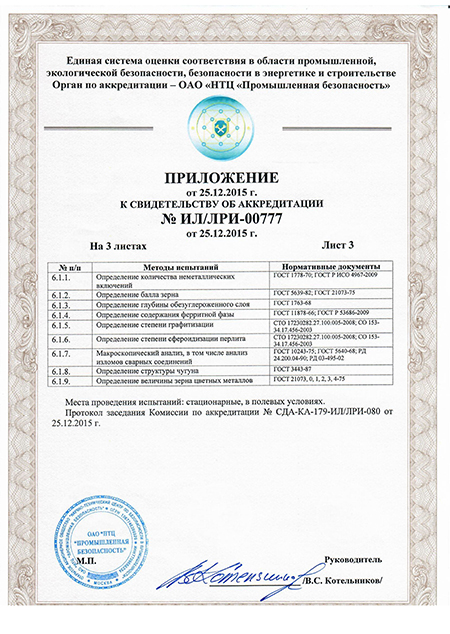 Единая система оценки соответствия в области промышленной,
экологической безопасности, безопасности в энергетике и строительстве
Орган по аккредитации – ОАО «НТЦ «Промышленная безопасность»
ПРИЛОЖЕНИЕ
от 25.12.2015 г.
К СВИДЕТЕЛЬСТВУ ОБ АККРЕДИТАЦИИ
№ ИЛ/ЛРИ-00777
от 25.12.2015 г.
На 3 листах Лист 3
№ п/п Методы испытаний Нормативные документы
6.1.1. Определение количества неметаллических включений ГОСТ 1778-70; ГОСТ Р ИСО 4967-2009
6.1.2. Определение балла зерна ГОСТ 5639-82; ГОСТ 21073-75
6.1.3. Определение глубины обезуглероженного слоя ГОСТ 1763-68
6.1.4. Определение содержания ферритной фазы ГОСТ 11878-66; ГОСТ Р 53686-2009
6.1.5. Определение степени графитизации СТО 17230282.27.100.005-2008; СО 153-34.17.456-2003
6.1.6. Определение степени сфероидизации перлита СТО 17230282.27.100.005-2008; СО 153-34.17.456-2003
6.1.7. Макроскопический анализ, в том числе анализ изломов сварных соединений ГОСТ 10243-75; ГОСТ 5640-68; РД 24.200.04-90; РД 03-495-02
6.1.8. Определение структуры чугуна ГОСТ 3443-87
6.1.9. Определение величины зерна цветных металлов ГОСТ 21073, 0, 1, 2, 3, 4-75
Места проведения испытаний: стационарные, в полевых условиях.
Протокол заседания Комиссии по аккредитации № СДА-КА-179-ИЛ/ЛРИ-080 от
25.12.2015 г.
ОАО "НТЦ
"ПРОМЫШЛЕННАЯ
БЕЗОПАСНОСТЬ"
МОСКВА
М.П.
Руководитель
/В.С. Котельников/